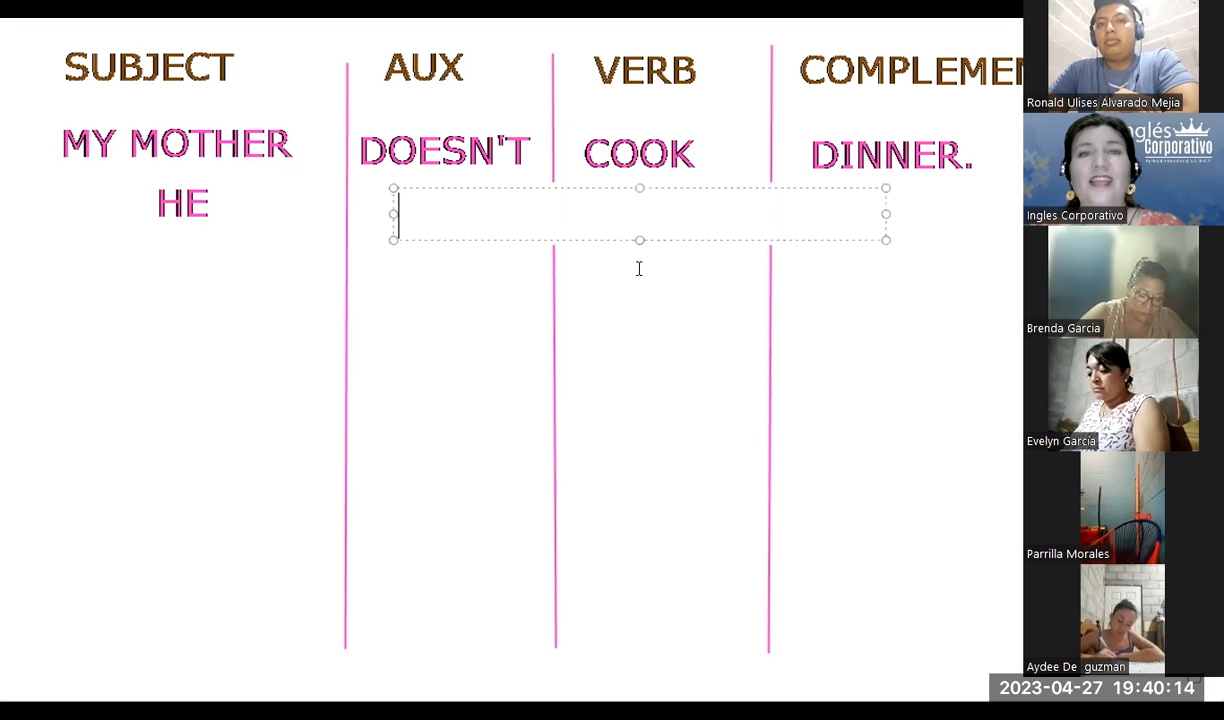 SUBJECT AUX VERB COMPLEMEN
MY MOTHER DOESN'T COOK DINNER.
HE
Ronald Ulises Alvarado Mejia
Inglés
Corporativo
Ingles Corporativo
Brenda Garcia
Evelyn García
Parrilla Morales
Aydee De guzman
2023-04-27 19:40:14